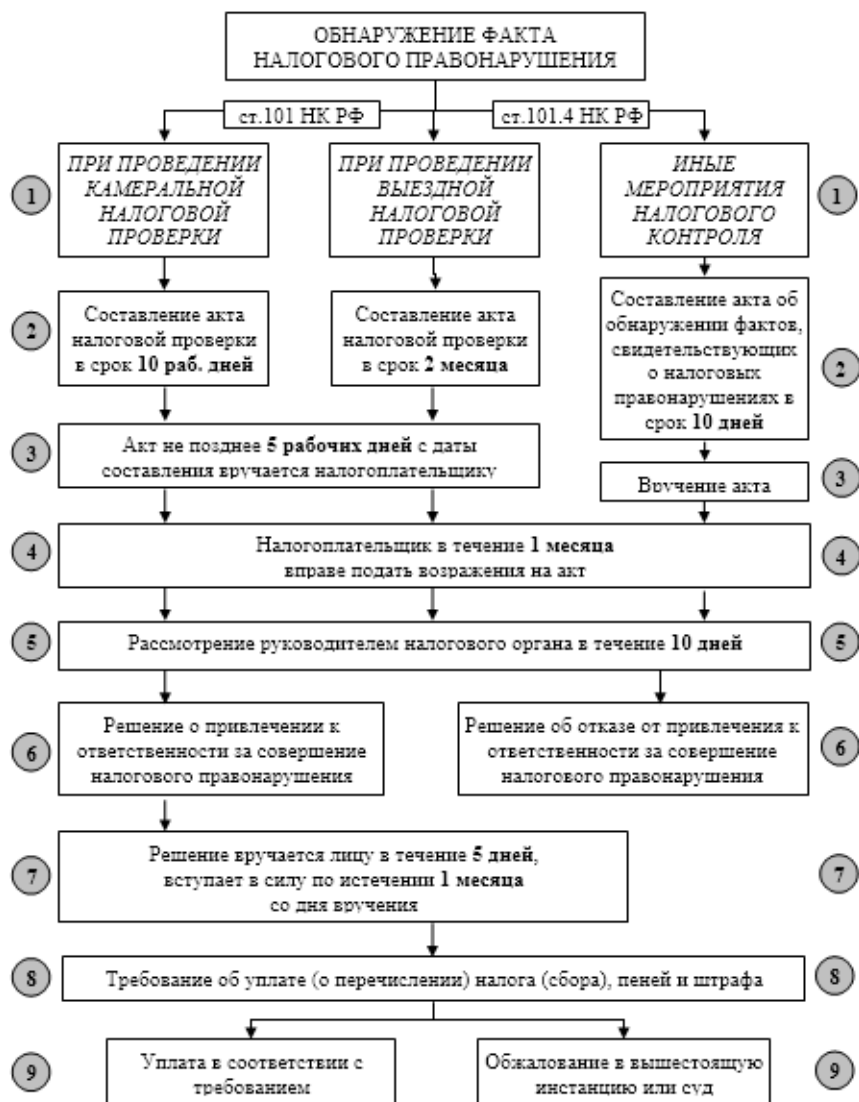 ОБНАРУЖЕНИЕ ФАКТА
НАЛОГОВОГО ПРАВОНАРУШЕНИЯ
ст.101 НК РФ
ст.101.4 НК РФ
1
ПРИ ПРОВЕДЕНИИ
КАМЕРАЛЬНОЙ
НАЛОГОВОЙ
ПРОВЕРКИ
ПРИ ПРОВЕДЕНИИ
ВЫЕЗДНОЙ
НАЛОГОВОЙ
ПРОВЕРКИ
ИНЫЕ
МЕРОПРИЯТИЯ
НАЛОГОВОГО
КОНТРОЛЯ
1
2
Составление акта
налоговой проверки
в срок 10 раб. дней
Составление акта
налоговой проверки
в срок 2 месяца
Составление акта об
обнаружении фактов,
свидетельствующих
о налоговых
правонарушениях в
срок 10 дней
2
3
Акт не позднее 5 рабочих дней с даты
составления вручается налогоплательщику
Вручение акта
3
4
Налогоплательщик в течение 1 месяца
вправе подать возражения на акт
4
5
Рассмотрение руководителем налогового органа в течение 10 дней
5
6
Решение о привлечении к
ответственности за совершение
налогового правонарушения
Решение об отказе от привлечения к
ответственности за совершение
налогового правонарушения
6
7
Решение вручается лицу в течение 5 дней,
вступает в силу по истечении 1 месяца
со дня вручения
7
8
Требование об уплате (о перечислении) налога (сбора), пеней и штрафа
8
9
Уплата в соответствии с
требованием
Обжалование в вышестоящую
инстанцию или суд
9